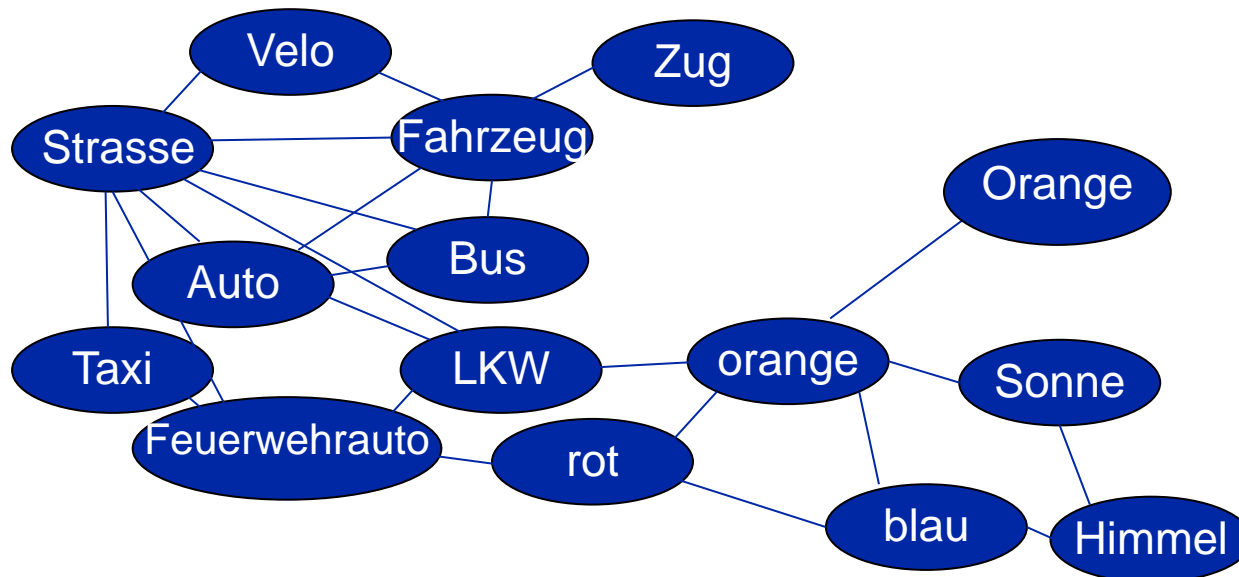 Velo
Zug
Fahrzeug
Strasse
Orange
Bus
Auto
orange
Taxi
LKW
Sonne
Feuerwehrauto
rot
blau
Himmel